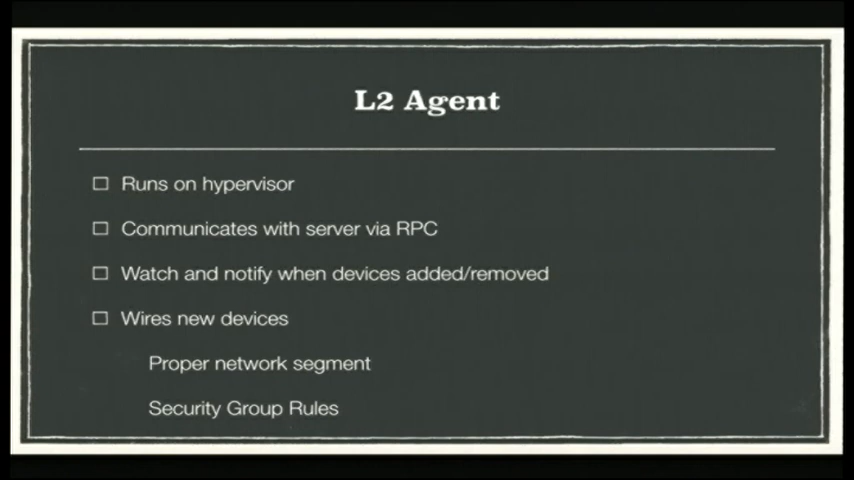 L2 Agent
Runs on hypervisor
Communicates with server via RPC
Watch and notify when devices added/removed
Wires new devices
Proper network segment
Security Group Rules